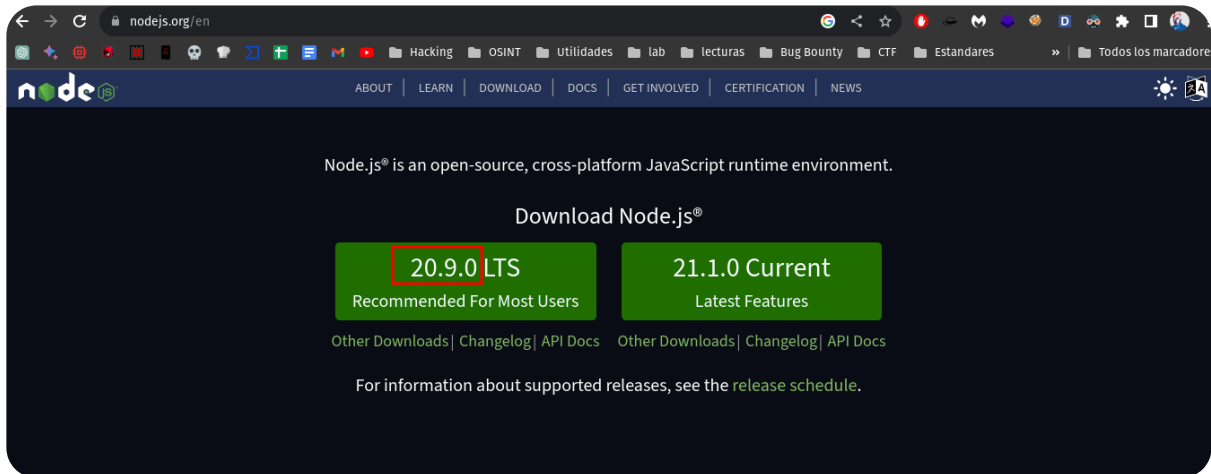 nodejs.org/en
Hacking OSINT Utilidades lab lecturas Bug Bounty CTF Estandares » Todos los marcadore
node JS
ABOUT LEARN DOWNLOAD DOCS GET INVOLVED CERTIFICATION NEWS
Node.js® is an open-source, cross-platform JavaScript runtime environment.
Download Node.js®
20.9.0 LTS 21.1.0 Current
Recommended For Most Users Latest Features
Other Downloads | Changelog | API Docs Other Downloads | Changelog | API Docs
For information about supported releases, see the release schedule.